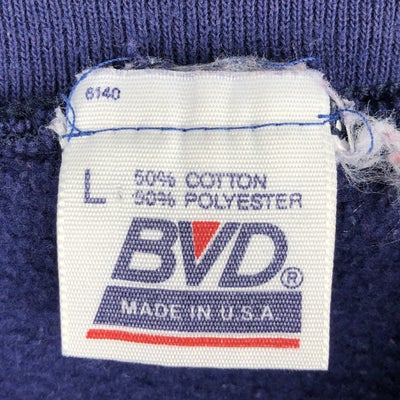 6140
L 50% COTTON
50% POLYESTER
BVD®
MADE IN U.S.A